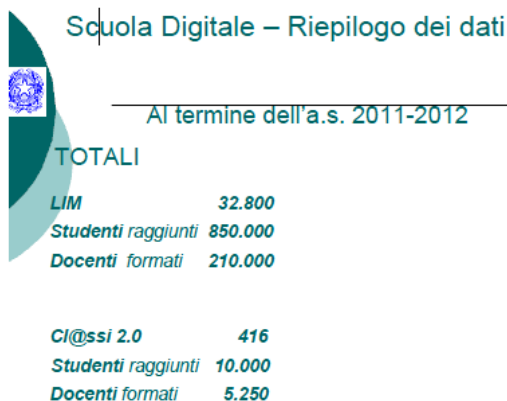 Scuola Digitale – Riepilogo dei dati
Al termine dell'a.s. 2011-2012
TOTALI
LIM 32.800
Studenti raggiunti 850.000
Docenti formati 210.000
Cl@ssi 2.0 416
Studenti raggiunti 10.000
Docenti formati 5.250